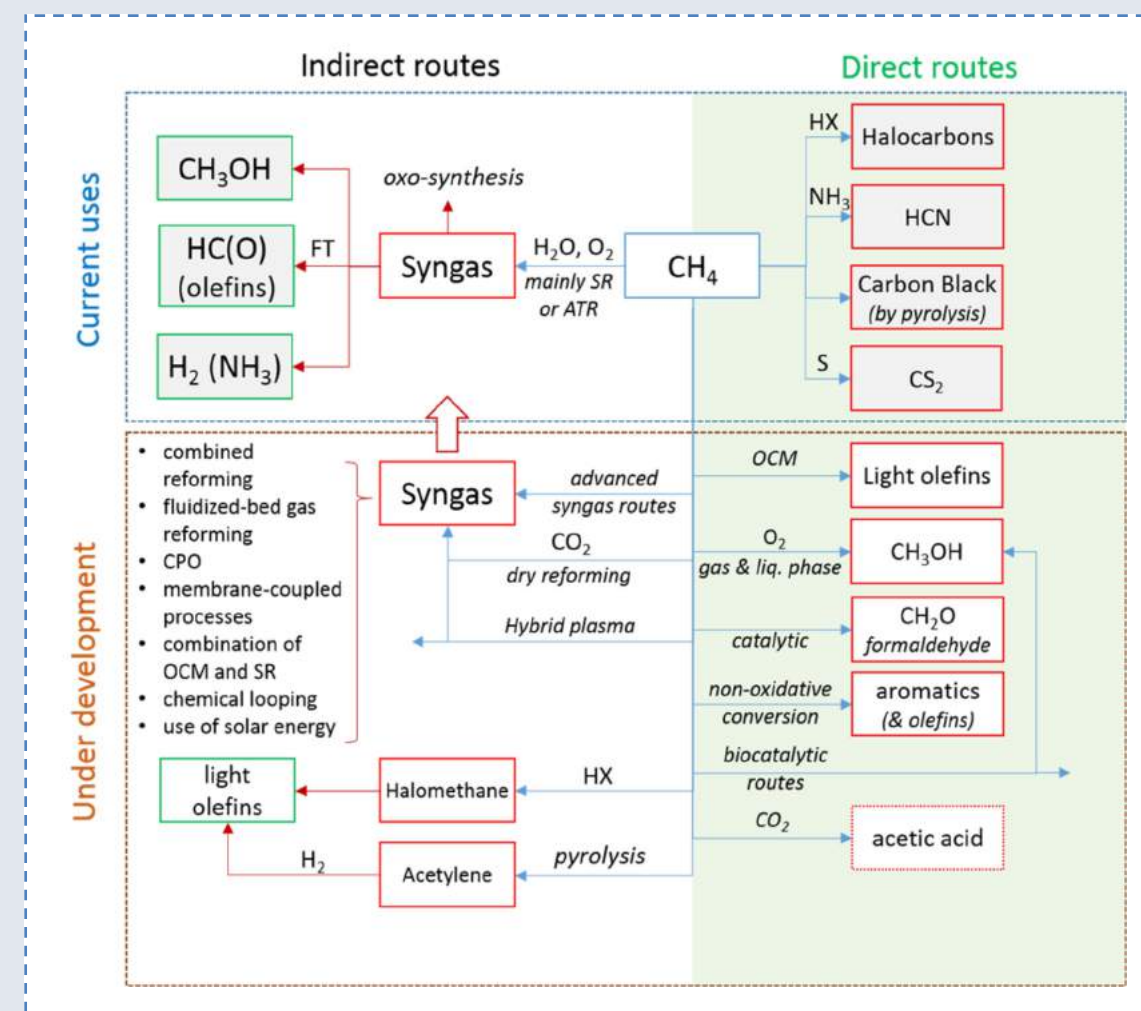 Indirect routes
Direct routes
Current uses
CH₃OH
HC(O)
(olefins)
H₂ (NH₃)
FT
oxo-synthesis
Syngas
H₂O, O₂
mainly SR
or ATR
CH₄
HX
Halocarbons
NH₃
HCN
Carbon Black
(by pyrolysis)
S
CS₂
Under development
• combined
reforming
• fluidized-bed gas
reforming
• CPO
• membrane-coupled
processes
• combination of
OCM and SR
• chemical looping
• use of solar energy
Syngas
advanced
syngas routes
CO₂
dry reforming
Hybrid plasma
light
olefins
Halomethane
HX
H₂
Acetylene
pyrolysis
OCM
Light olefins
O₂
gas & liq. phase
CH₃OH
catalytic
CH₂O
formaldehyde
non-oxidative
conversion
aromatics
(& olefins)
biocatalytic
routes
CO₂
acetic acid